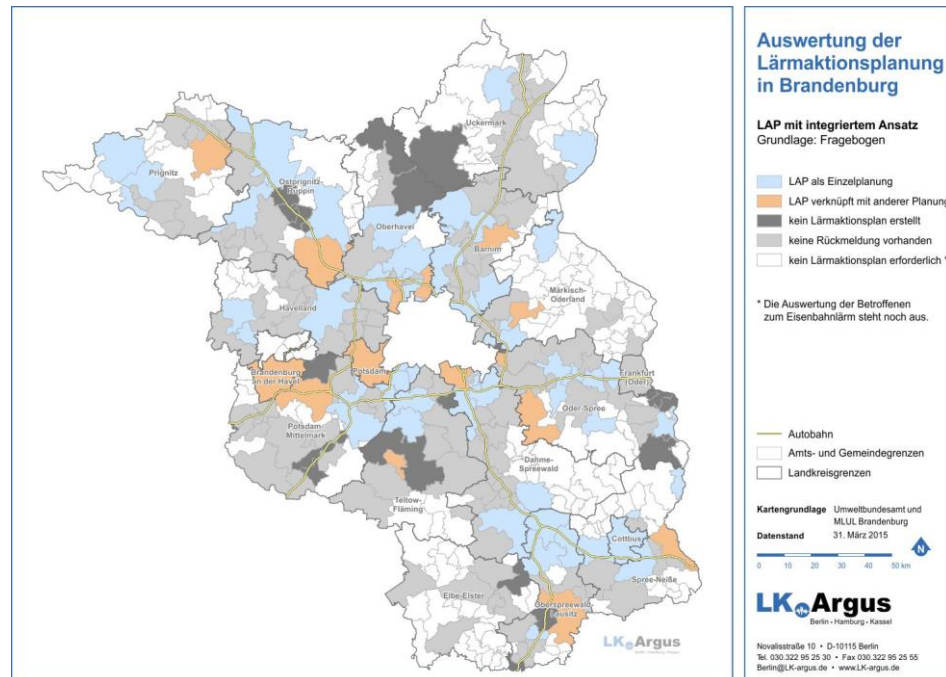 Uckermark
Prignitz
Ostprignitz-
Ruppin
Oberhavel
Barnim
Märkisch-
Oderland
Havelland
Brandenburg
an der Havel
Potsdam
Frankfurt
(Oder)
Oder-Spree
Potsdam-
Mittelmark
Dahme-
Spreewald
Teltow-
Fläming
Cottbus
Spree-Neiße
Elbe-Elster
Oberspreewald
Lausitz
LK Argus
Berlin - Hamburg - Kassel
Auswertung der
Lärmaktionsplanung
in Brandenburg
LAP mit integriertem Ansatz
Grundlage: Fragebogen
LAP als Einzelplanung
LAP verknüpft mit anderer Planung
kein Lärmaktionsplan erstellt
keine Rückmeldung vorhanden
kein Lärmaktionsplan erforderlich *
* Die Auswertung der Betroffenen
zum Eisenbahnlärm steht noch aus.
Autobahn
Amts- und Gemeindegrenzen
Landkreisgrenzen
Kartengrundlage Umweltbundesamt und
MLUL Brandenburg
Datenstand 31. März 2015
N
0 10 20 30 40 50 km
LK Argus
Berlin - Hamburg - Kassel
Novalisstraße 10 • D-10115 Berlin
Tel. 030.322 95 25 30 • Fax 030.322 95 25 55
Berlin@LK-argus.de • www.LK-argus.de